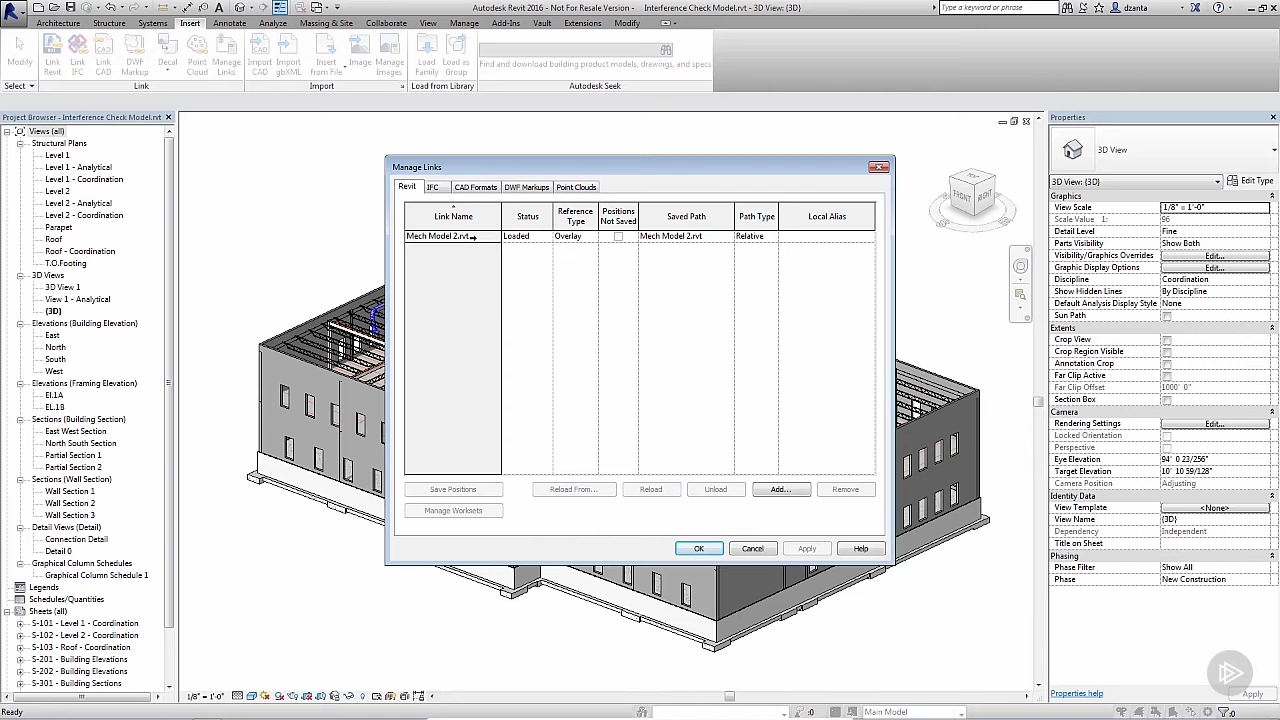 Autodesk Revit 2016 - Not For Resale Version - Interference Check Model.rvt - 3D View: {3D}
Type a keyword or phrase
dzanta
Architecture Structure Systems Insert Annotate Analyze Massing & Site Collaborate View Manage Add-Ins Vault Extensions Modify
Modify
Link Revit
Link IFC
Link CAD
DWF Markup
Decal
Point Cloud
Manage Links
Import CAD
Import gbXML
Insert from File
Image
Manage Images
Load Family
Load as Group
Find and download building product models, drawings, and specs
Select
Link
Import
Load from Library
Autodesk Seek
Project Browser - Interference Check Model.rvt
Views (all)
Structural Plans
Level 1
Level 1 - Analytical
Level 1 - Coordination
Level 2
Level 2 - Analytical
Level 2 - Coordination
Parapet
Roof
Roof - Coordination
T.O.Footing
3D Views
3D View 1
View 1 - Analytical
{3D}
Elevations (Building Elevation)
East
North
South
West
Elevations (Framing Elevation)
El.1A
EL.1B
Sections (Building Section)
East West Section
North South Section
Partial Section 1
Partial Section 2
Sections (Wall Section)
Wall Section 1
Wall Section 2
Wall Section 3
Detail Views (Detail)
Connection Detail
Detail 0
Graphical Column Schedules
Graphical Column Schedule 1
Legends
Schedules/Quantities
Sheets (all)
S-101 - Level 1 - Coordination
S-102 - Level 2 - Coordination
S-103 - Roof - Coordination
S-201 - Building Elevations
S-202 - Building Elevations
S-301 - Building Sections
Manage Links
Revit IFC CAD Formats DWF Markups Point Clouds
Link Name
Status
Reference Type
Positions Not Saved
Saved Path
Path Type
Local Alias
Mech Model 2.rvt Loaded Overlay Mech Model 2.rvt Relative
Save Positions Reload From... Reload Unload Add... Remove
Manage Worksets
OK Cancel Apply Help
FRONT RIGHT
Properties
3D View
3D View: {3D} Edit Type
Graphics
View Scale 1/8" = 1'-0"
Scale Value 1: 96
Detail Level Fine
Parts Visibility Show Both
Visibility/Graphics Overrides Edit...
Graphic Display Options Edit...
Discipline Coordination
Show Hidden Lines By Discipline
Default Analysis Display Style None
Sun Path
Extents
Crop View
Crop Region Visible
Annotation Crop
Far Clip Active
Far Clip Offset 1000' 0"
Section Box
Camera
Rendering Settings Edit...
Locked Orientation
Perspective
Eye Elevation 94' 0 23/256"
Target Elevation 10' 10 59/128"
Camera Position Adjusting
Identity Data
View Template <None>
View Name {3D}
Dependency Independent
Title on Sheet
Phasing
Phase Filter Show All
Phase New Construction
Properties help Apply
1/8" = 1'-0"
Ready
:0
Main Model
:0